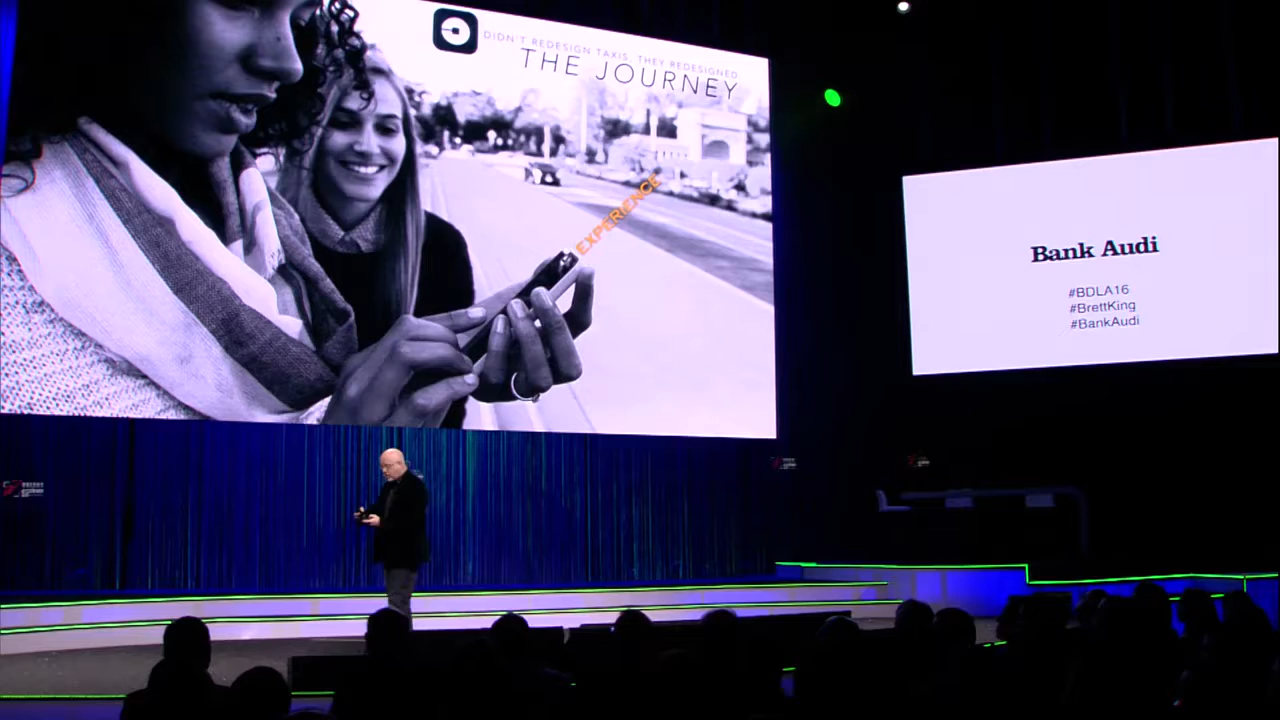 DIDN'T REDESIGN TAXIS, THEY REDESIGNED
THE JOURNEY
EXPERIENCE
Bank Audi
#BDLA16
#BrettKing
#BankAudi